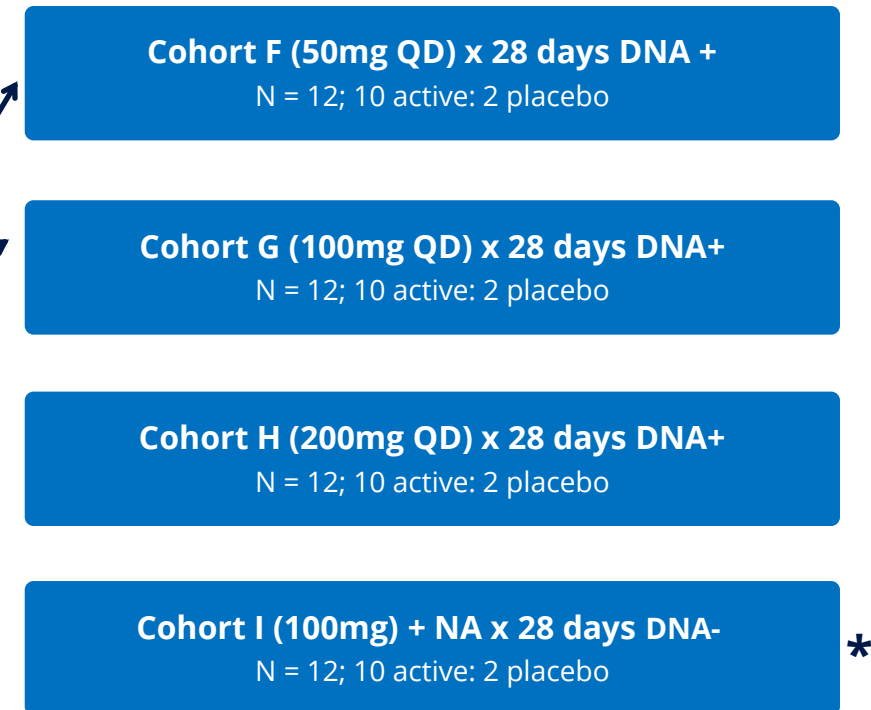 Cohort F (50mg QD) x 28 days DNA +
N = 12; 10 active: 2 placebo
Cohort G (100mg QD) x 28 days DNA+
N = 12; 10 active: 2 placebo
Cohort H (200mg QD) x 28 days DNA+
N = 12; 10 active: 2 placebo
Cohort I (100mg) + NA x 28 days DNA-
N = 12; 10 active: 2 placebo
*